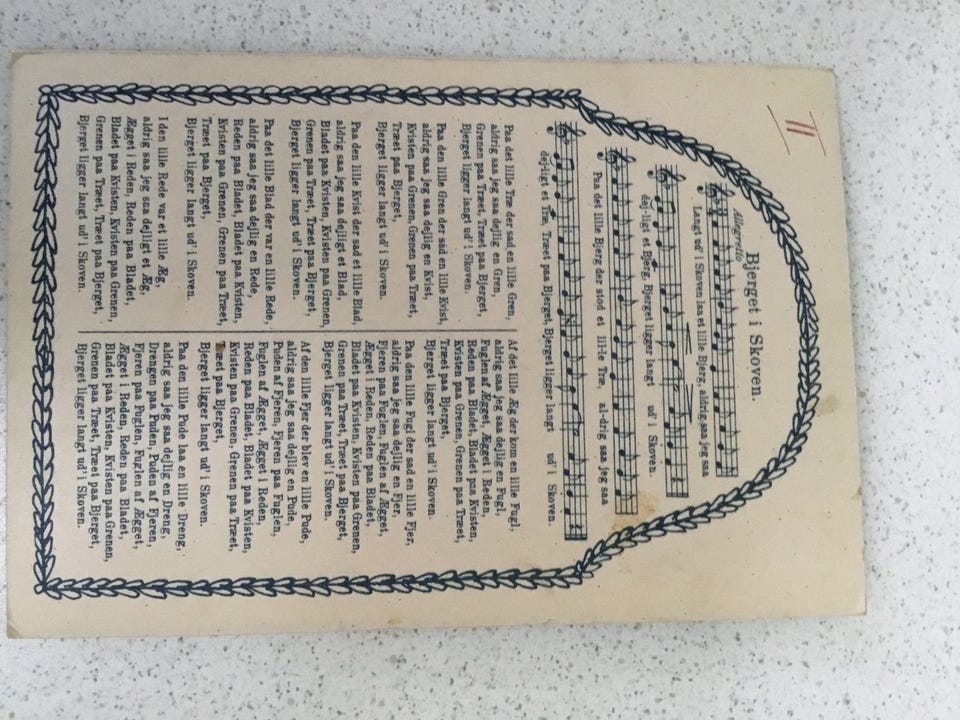 11
Bjerget i Skoven.
Allegretto
Langt ud' i Skoven laa et lille Bjerg, aldrig saa jeg saa
dej-ligt et Bjerg, Bjerget ligger langt ud' i Skoven.
Paa det lille Bjerg der stod et lil-le Træ, al-drig saa jeg saa
dej-ligt et Træ, Træet paa Bjerget, Bjerget ligger langt ud' i Skoven.
Paa det lille Træ der sad en lille Gren,
aldrig saa jeg saa dejlig en Gren,
Grenen paa Træet, Træet paa Bjerget,
Bjerget ligger langt ud' i Skoven.
Paa den lille Gren der sad en lille Kvist,
aldrig saa jeg saa dejlig en Kvist,
Kvisten paa Grenen, Grenen paa Træet,
Træet paa Bjerget,
Bjerget ligger langt ud' i Skoven.
Paa den lille Kvist der sad et lille Blad,
aldrig saa jeg saa dejligt et Blad,
Bladet paa Kvisten, Kvisten paa Grenen,
Grenen paa Træet, Træet paa Bjerget,
Bjerget ligger langt ud' i Skoven.
Paa det lille Blad der var en lille Rede,
aldrig saa jeg saa dejlig en Rede,
Reden paa Bladet, Bladet paa Kvisten,
Kvisten paa Grenen, Grenen paa Træet,
Træet paa Bjerget,
Bjerget ligger langt ud' i Skoven.
I den lille Rede var et lille Æg,
aldrig saa jeg saa dejligt et Æg,
Ægget i Reden, Reden paa Bladet,
Bladet paa Kvisten, Kvisten paa Grenen,
Grenen paa Træet, Træet paa Bjerget,
Bjerget ligger langt ud' i Skoven.
Af det lille Æg der kom en lille Fugl,
aldrig saa jeg saa dejlig en Fugl,
Fuglen af Ægget, Ægget i Reden,
Reden paa Bladet, Bladet paa Kvisten,
Kvisten paa Grenen, Grenen paa Træet,
Træet paa Bjerget,
Bjerget ligger langt ud' i Skoven.
Paa den lille Fugl der sad en lille Fjer,
aldrig saa jeg saa dejlig en Fjer,
Fjeren paa Fuglen, Fuglen af Ægget,
Ægget i Reden, Reden paa Bladet,
Bladet paa Kvisten, Kvisten paa Grenen,
Grenen paa Træet, Træet paa Bjerget,
Bjerget ligger langt ud' i Skoven.
Af den lille Fjer der blev en lille Pude,
aldrig saa jeg saa dejlig en Pude,
Puden af Fjeren, Fjeren paa Fuglen,
Fuglen af Ægget, Ægget i Reden,
Reden paa Bladet, Bladet paa Kvisten,
Kvisten paa Grenen, Grenen paa Træet,
Træet paa Bjerget,
Bjerget ligger langt ud' i Skoven.
Paa den lille Pude laa en lille Dreng,
aldrig saa jeg saa dejlig en Dreng,
Drengen paa Puden, Puden af Fjeren,
Fjeren paa Fuglen, Fuglen af Ægget,
Ægget i Reden, Reden paa Bladet,
Bladet paa Kvisten, Kvisten paa Grenen,
Grenen paa Træet, Træet paa Bjerget,
Bjerget ligger langt ud' i Skoven.